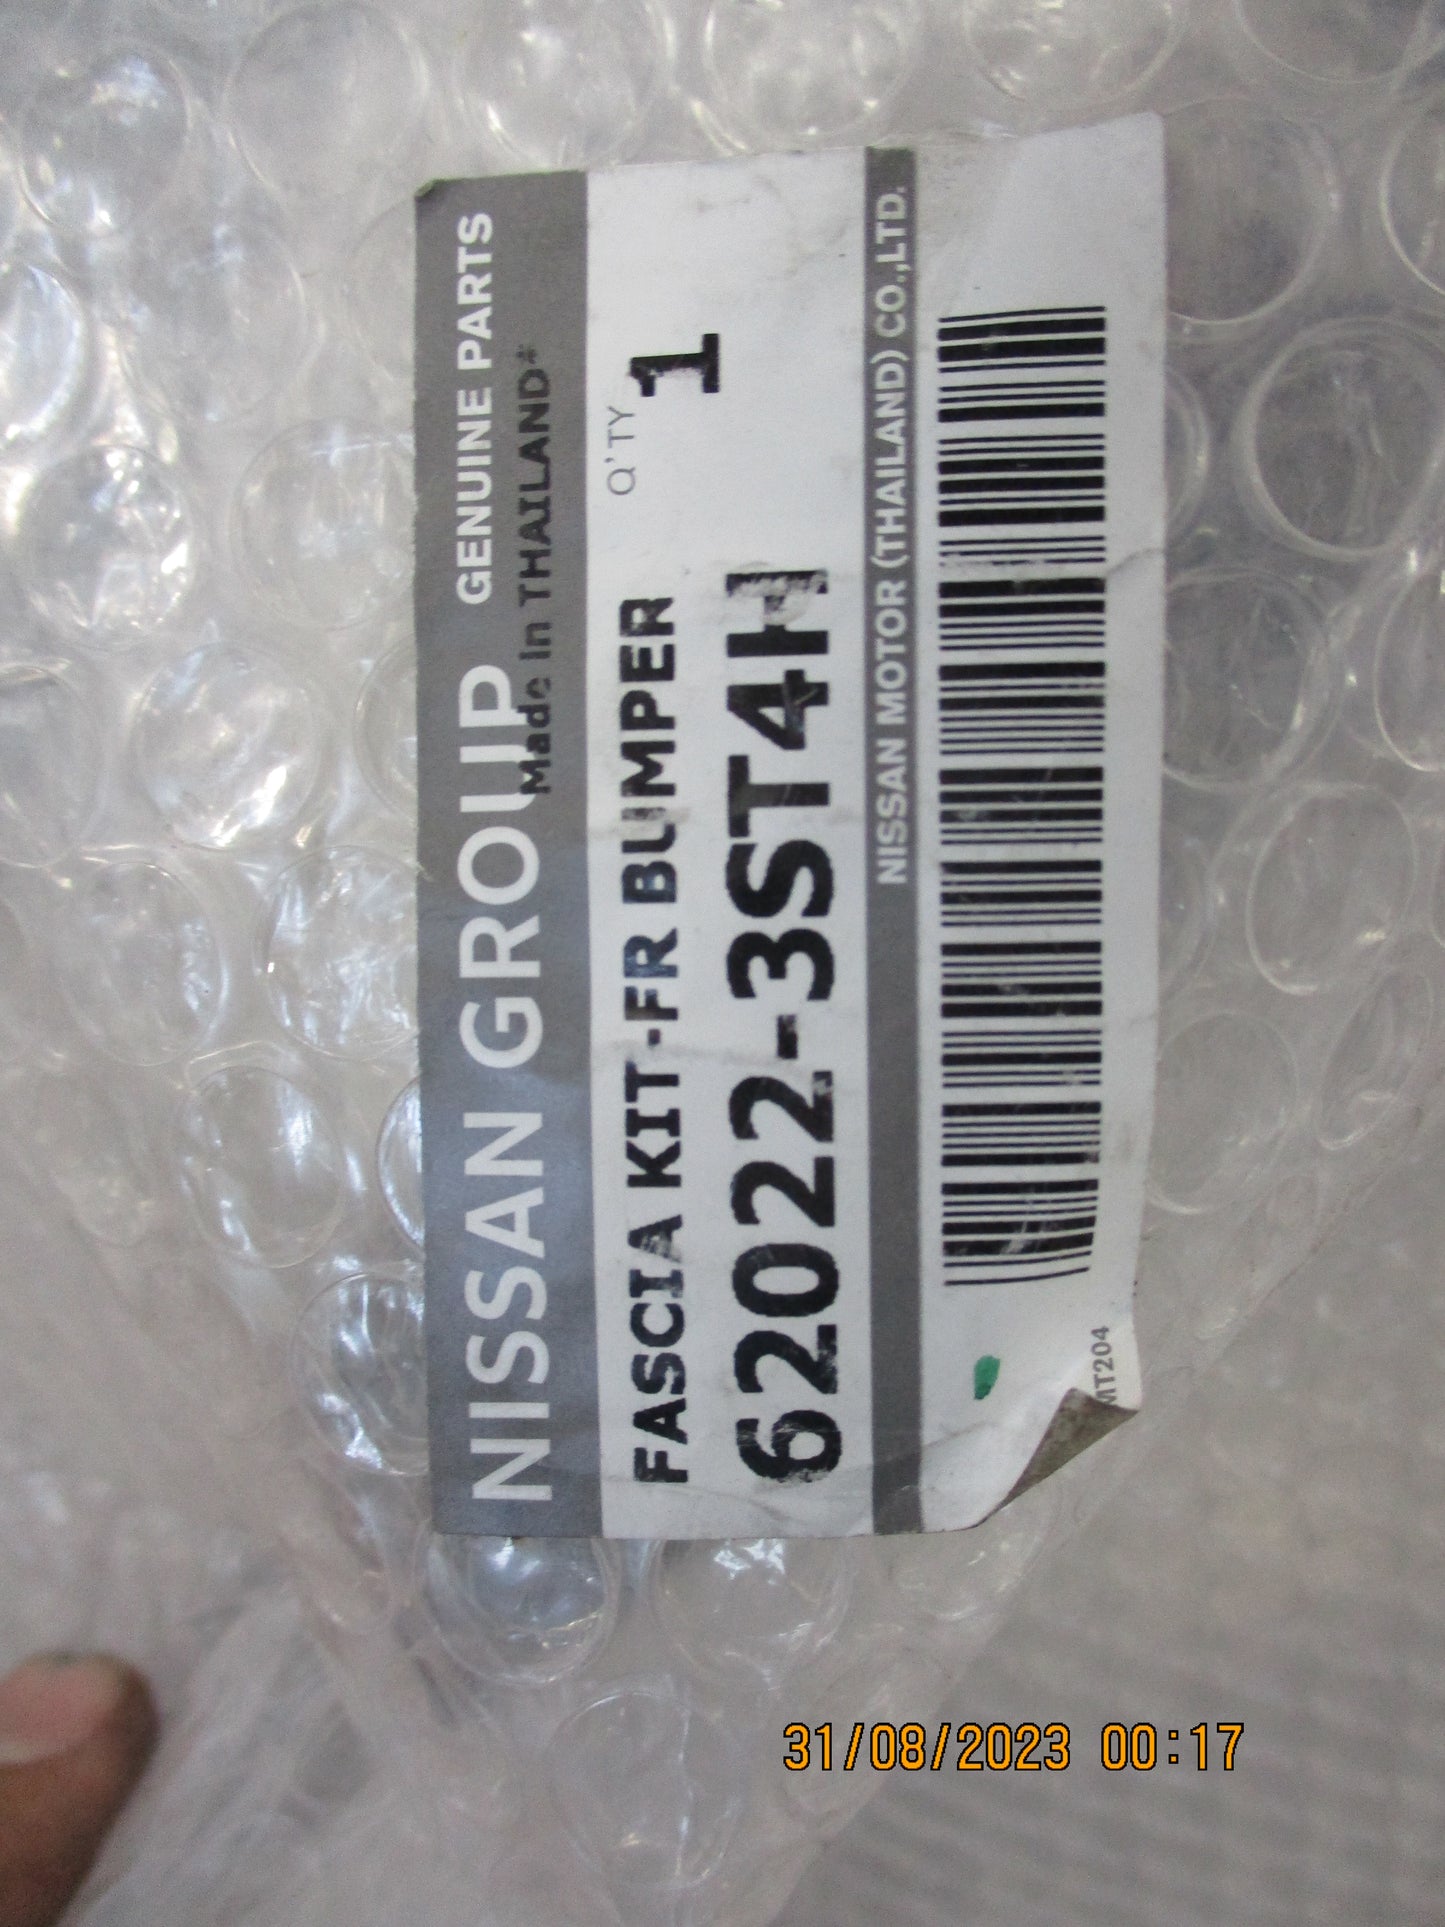 NISSAN GROUP GENUINE PARTS
Made in THAILAND*
FASCIA KIT-FR BUMPER
Q'TY
1
62022-3ST4H
NISSAN MOTOR (THAILAND) CO.,LTD.
MT204
31/08/2023 00:17